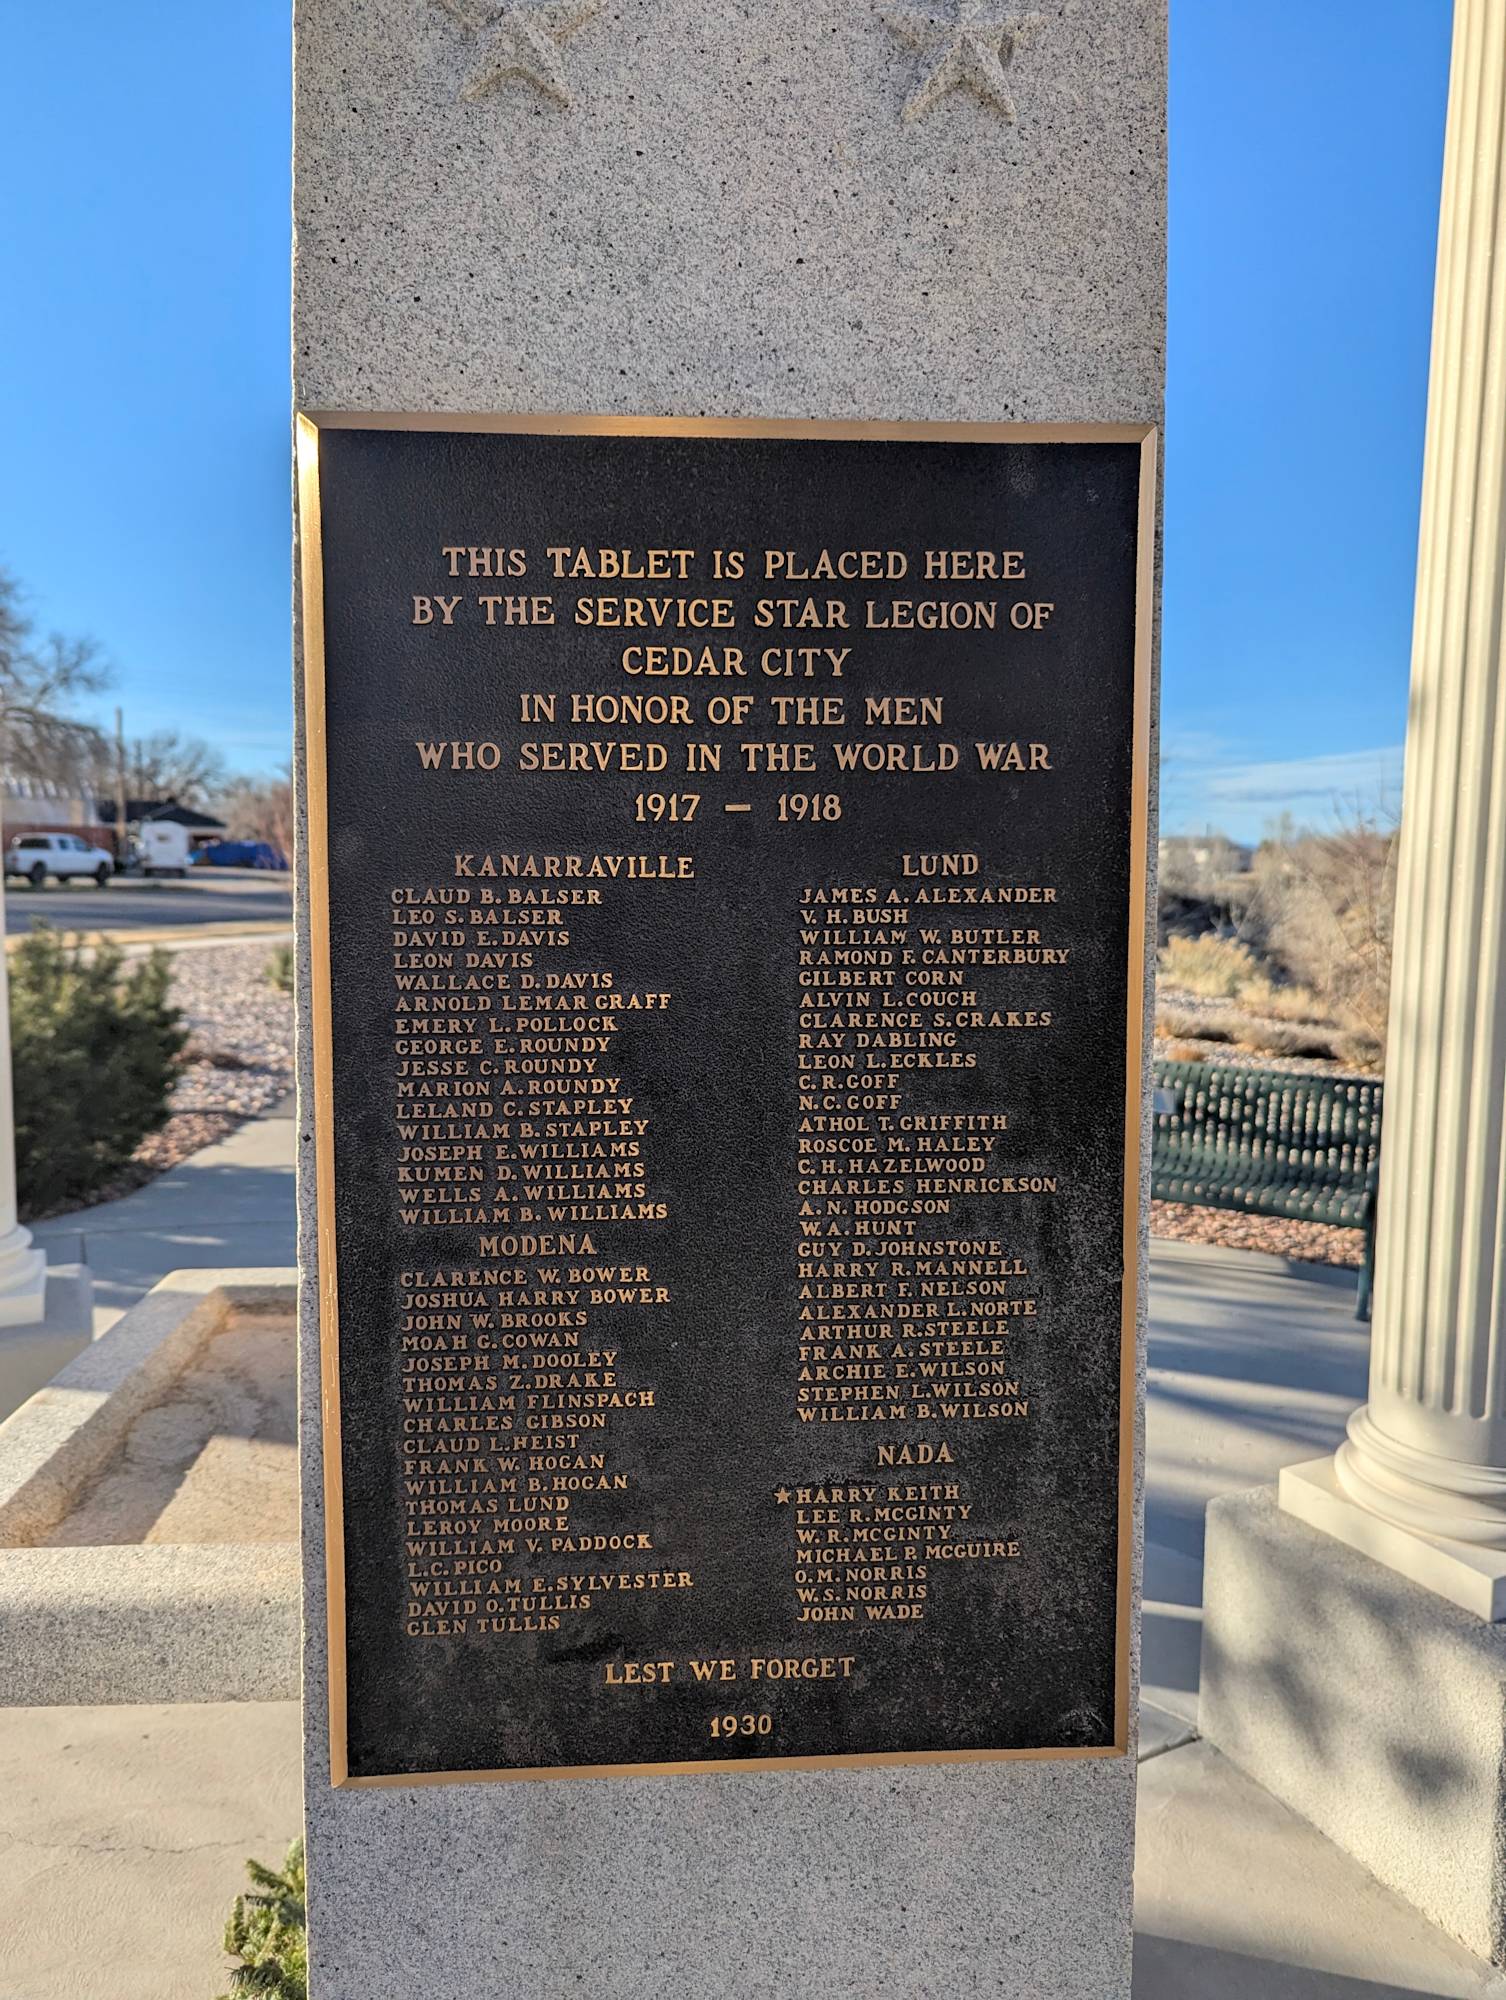 THIS TABLET IS PLACED HERE
BY THE SERVICE STAR LEGION OF
CEDAR CITY
IN HONOR OF THE MEN
WHO SERVED IN THE WORLD WAR
1917 – 1918
KANARRAVILLE
CLAUD B. BALSER
LEO S. BALSER
DAVID E. DAVIS
LEON DAVIS
WALLACE D. DAVIS
ARNOLD LEMAR GRAFF
EMERY L. POLLOCK
GEORGE E. ROUNDY
JESSE C. ROUNDY
MARION A. ROUNDY
LELAND C. STAPLEY
WILLIAM B. STAPLEY
JOSEPH E. WILLIAMS
KUMEN D. WILLIAMS
WELLS A. WILLIAMS
WILLIAM B. WILLIAMS
MODENA
CLARENCE W. BOWER
JOSHUA HARRY BOWER
JOHN W. BROOKS
MOAH G. COWAN
JOSEPH M. DOOLEY
THOMAS Z. DRAKE
WILLIAM FLINSPACH
CHARLES GIBSON
CLAUD L. HEIST
FRANK W. HOGAN
WILLIAM B. HOGAN
THOMAS LUND
LEROY MOORE
WILLIAM V. PADDOCK
L.C. PICO
WILLIAM E. SYLVESTER
DAVID O. TULLIS
GLEN TULLIS
LUND
JAMES A. ALEXANDER
V. H. BUSH
WILLIAM W. BUTLER
RAMOND F. CANTERBURY
GILBERT CORN
ALVIN L. COUCH
CLARENCE S. CRAKES
RAY DABLING
LEON L. ECKLES
C. R. GOFF
N. C. GOFF
ATHOL T. GRIFFITH
ROSCOE M. HALEY
C. H. HAZELWOOD
CHARLES HENRICKSON
A. N. HODGSON
W. A. HUNT
GUY D. JOHNSTONE
HARRY R. MANNELL
ALBERT F. NELSON
ALEXANDER L. NORTE
ARTHUR R. STEELE
FRANK A. STEELE
ARCHIE E. WILSON
STEPHEN L. WILSON
WILLIAM B. WILSON
NADA
★HARRY KEITH
LEE R. MCGINTY
W. R. MCGINTY
MICHAEL P. MCGUIRE
O. M. NORRIS
W. S. NORRIS
JOHN WADE
LEST WE FORGET
1930